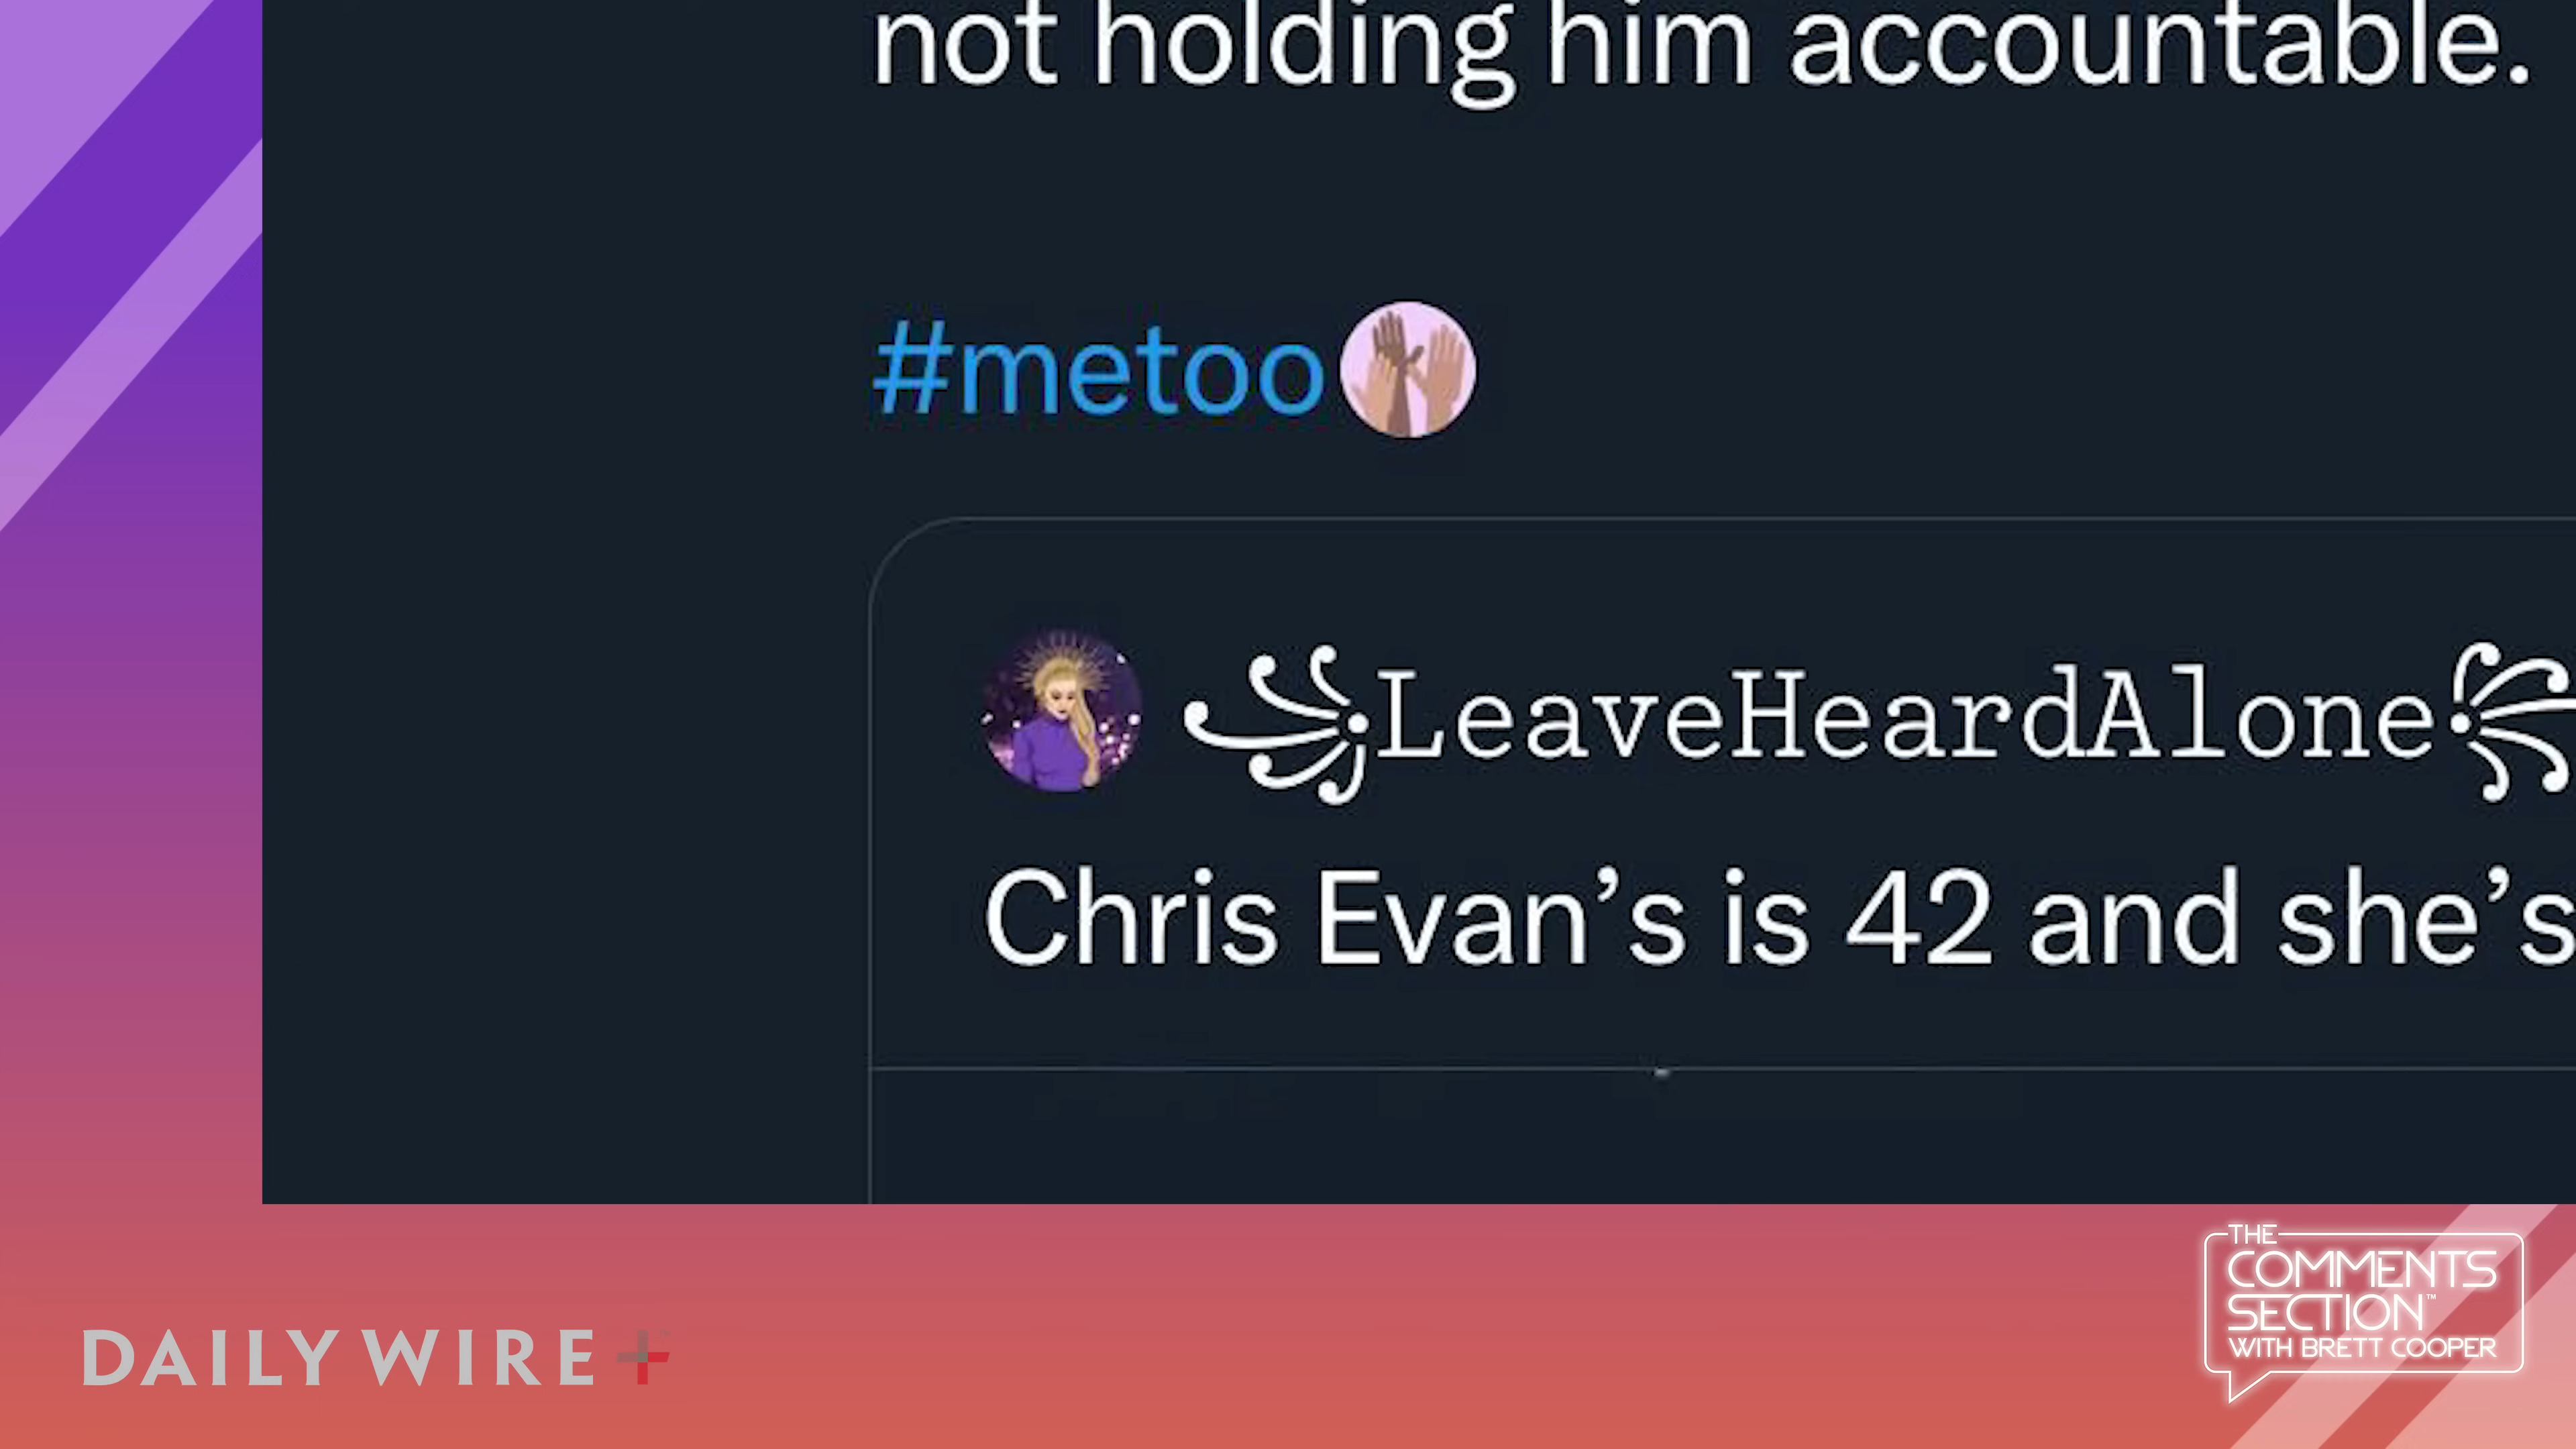 not holding him accountable.
#metoo
꧁LeaveHeardAlone꧂
Chris Evan’s is 42 and she’s
DAILY WIRE +
THE
COMMENTS
SECTION™
WITH BRETT COOPER